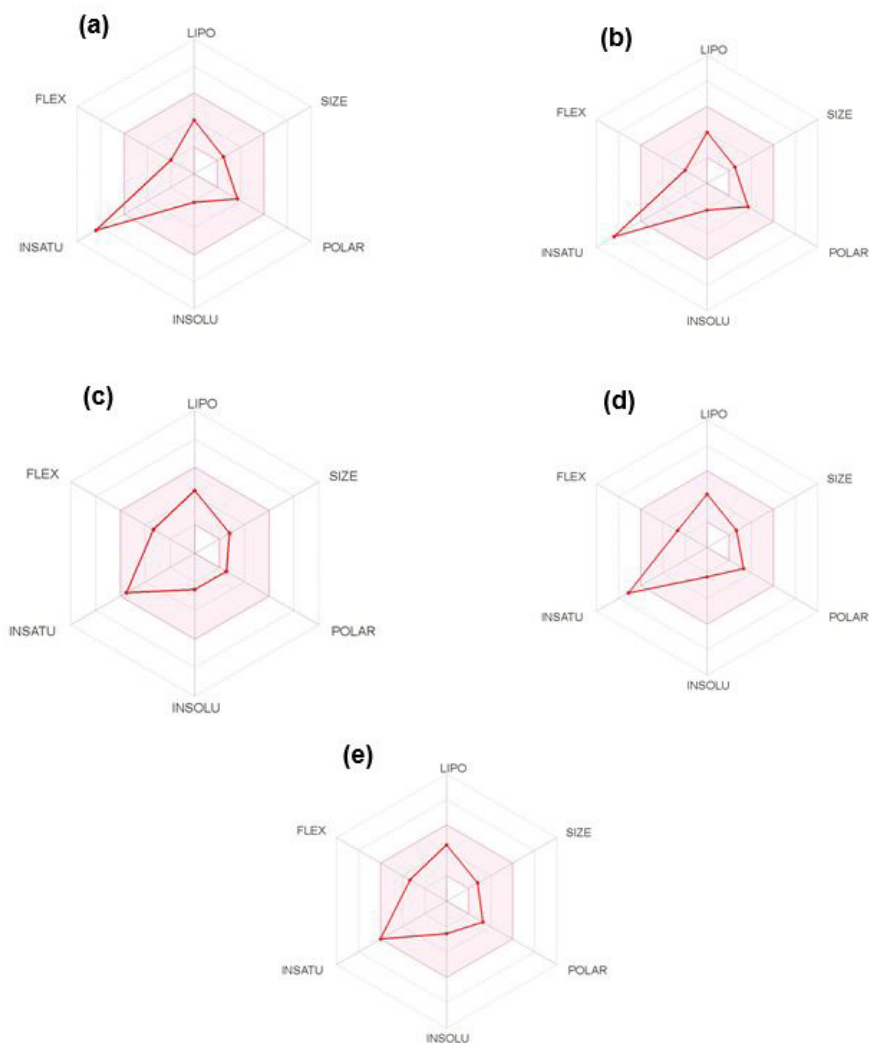 (a)
LIPO
FLEX
SIZE
INSATU
POLAR
INSOLU
(b)
LIPO
FLEX
SIZE
INSATU
POLAR
INSOLU
(c)
LIPO
FLEX
SIZE
INSATU
POLAR
INSOLU
(d)
LIPO
FLEX
SIZE
INSATU
POLAR
INSOLU
(e)
LIPO
FLEX
SIZE
INSATU
POLAR
INSOLU